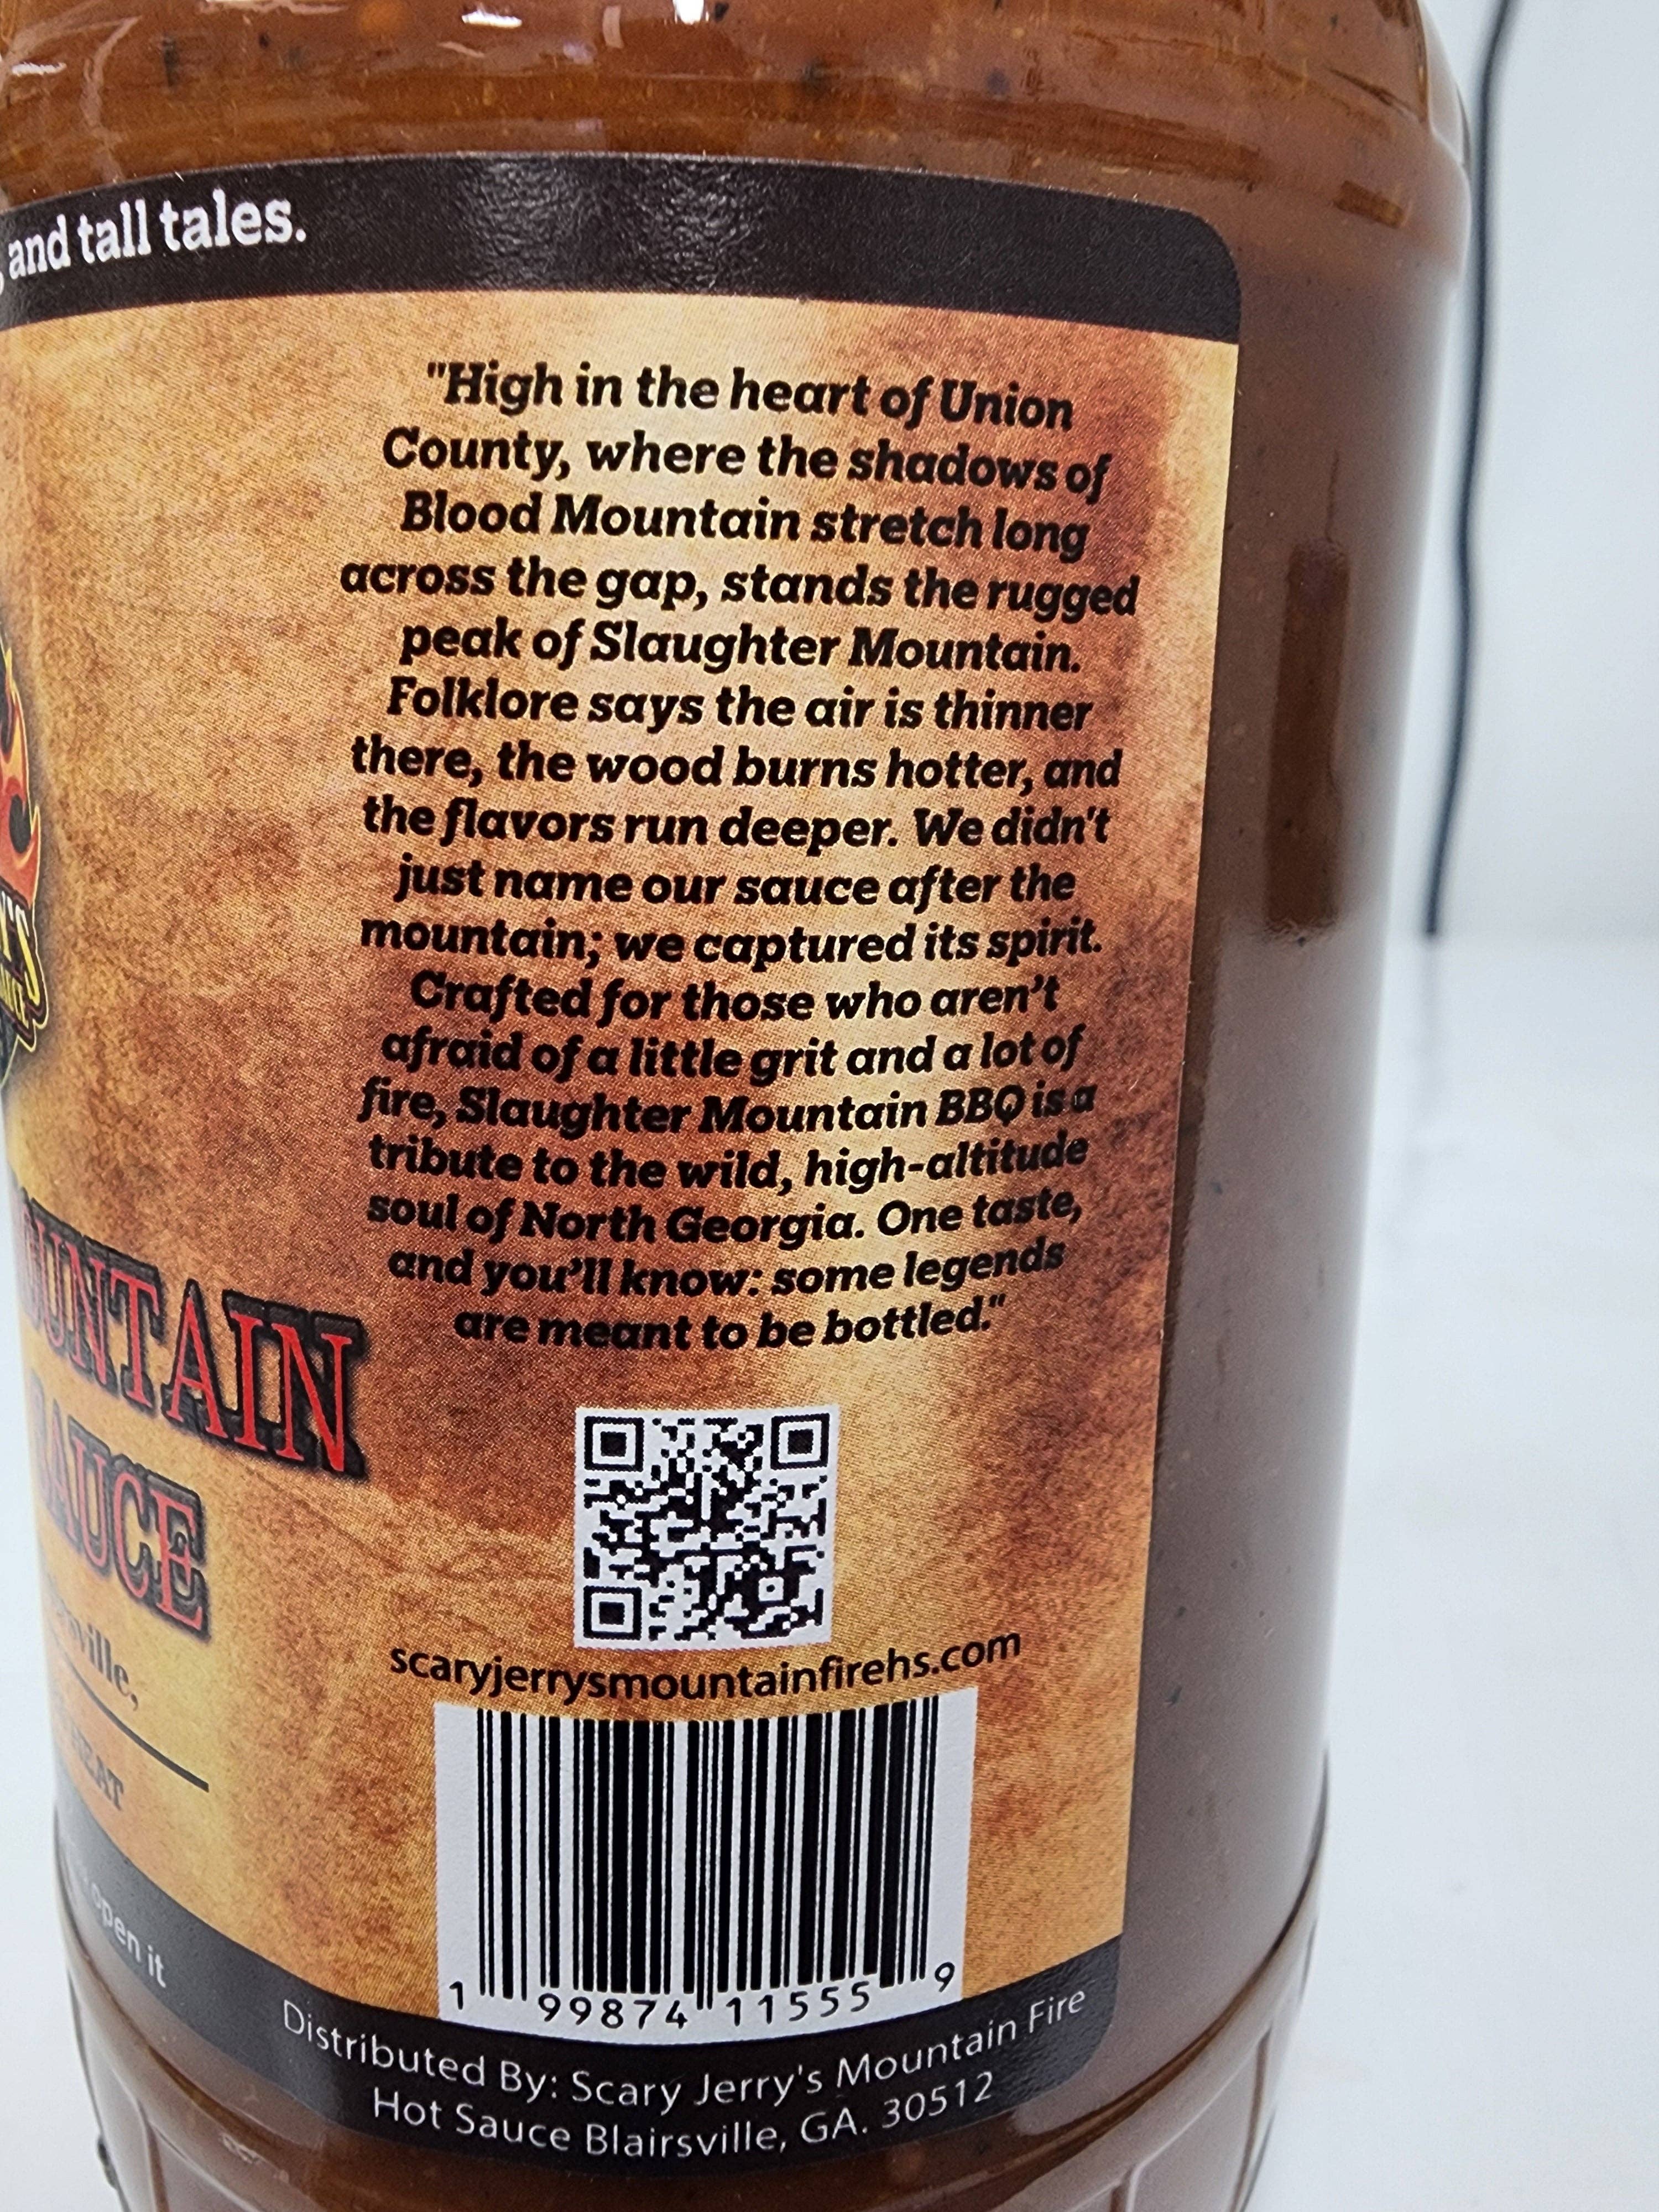 , and tall tales.
"High in the heart of Union
County, where the shadows of
Blood Mountain stretch long
across the gap, stands the rugged
peak of Slaughter Mountain.
Folklore says the air is thinner
there, the wood burns hotter, and
the flavors run deeper. We didn't
just name our sauce after the
mountain; we captured its spirit.
Crafted for those who aren't
afraid of a little grit and a lot of
fire, Slaughter Mountain BBQ is a
tribute to the wild, high-altitude
soul of North Georgia. One taste,
and you'll know: some legends
are meant to be bottled."
OUNTAIN
SAUCE
scaryjerrysmountainfirehs.com
1 99874 11555 9
open it
Distributed By: Scary Jerry's Mountain Fire
Hot Sauce Blairsville, GA. 30512